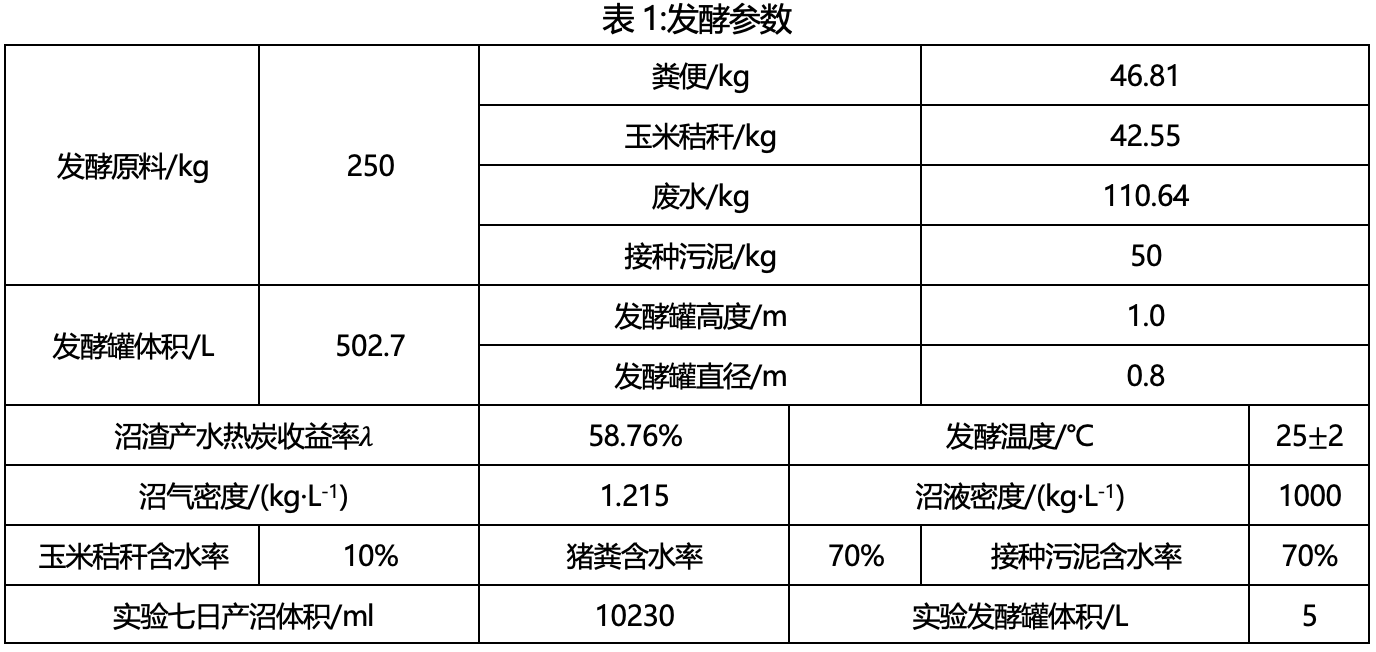 表 1:发酵参数
发酵原料/kg 250 粪便/kg 46.81
玉米秸秆/kg 42.55
废水/kg 110.64
接种污泥/kg 50
发酵罐体积/L 502.7 发酵罐高度/m 1.0
发酵罐直径/m 0.8
沼渣产水热炭收益率λ 58.76% 发酵温度/℃ 25±2
沼气密度/(kg·L-1) 1.215 沼液密度/(kg·L-1) 1000
玉米秸秆含水率 10% 猪粪含水率 70% 接种污泥含水率 70%
实验七日产沼体积/ml 10230 实验发酵罐体积/L 5